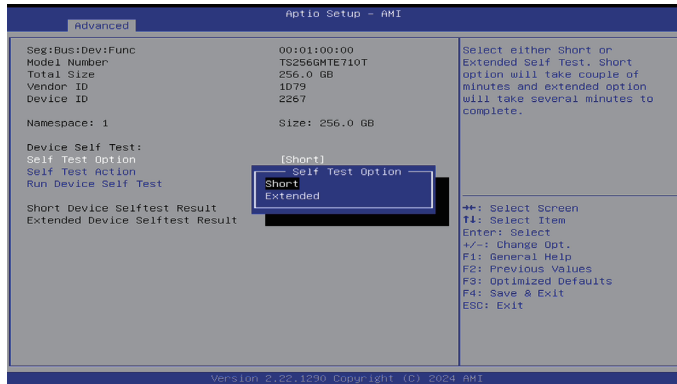 Aptio Setup – AMI
Advanced
Seg:Bus:Dev:Func 00:01:00:00
Model Number TS256GMTE710T
Total Size 256.0 GB
Vendor ID 1D79
Device ID 2267
Namespace: 1 Size: 256.0 GB
Device Self Test:
Self Test Option [Short]
Self Test Action
Run Device Self Test
Short Device Selftest Result
Extended Device Selftest Result
Self Test Option
Short
Extended
Select either Short or
Extended Self Test. Short
option will take couple of
minutes and extended option
will take several minutes to
complete.
→←: Select Screen
↑↓: Select Item
Enter: Select
+/-: Change Opt.
F1: General Help
F2: Previous Values
F3: Optimized Defaults
F4: Save & Exit
ESC: Exit
Version 2.22.1290 Copyright (C) 2024 AMI